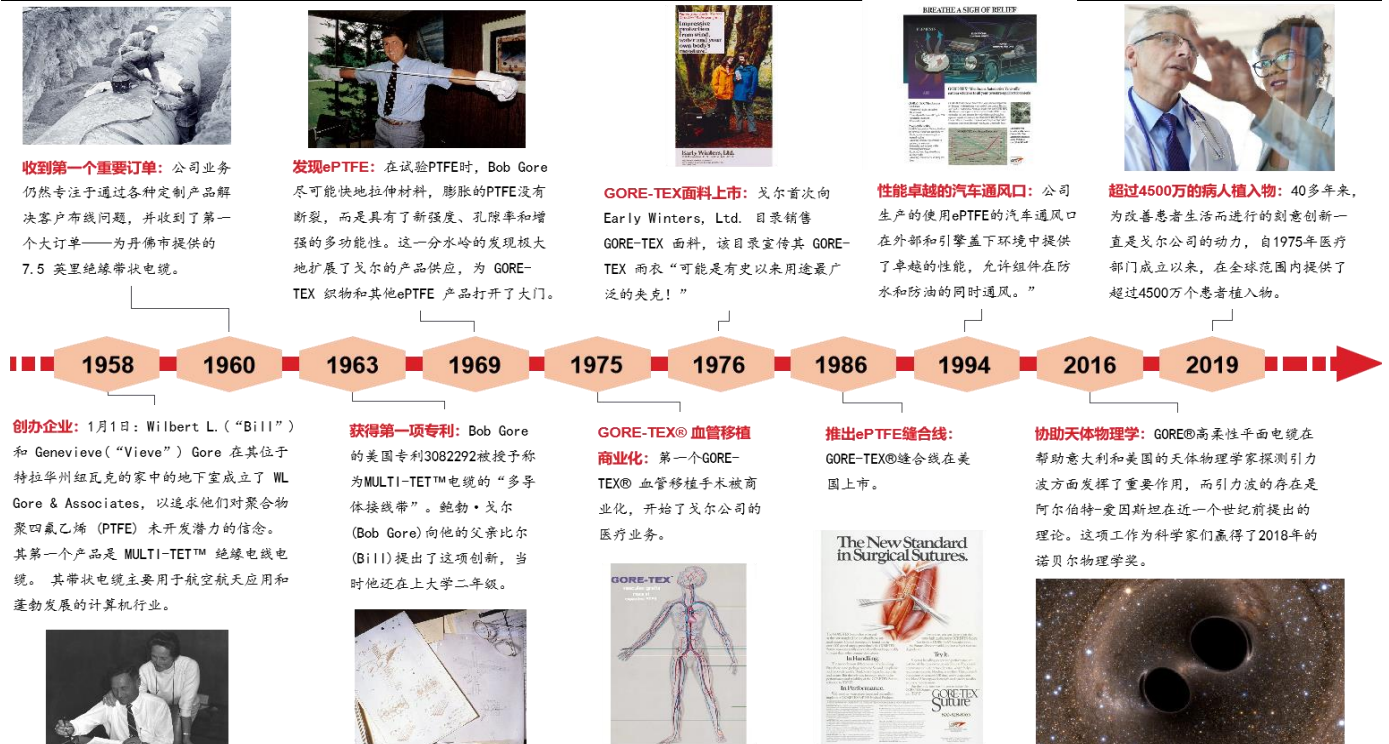 Impressive
protection
from wind,
water and your
own body's
moisture!
Early Winters, Ltd.
BREATHE A SIGH OF RELIEF
收到第一个重要订单：公司业务
仍然专注于通过各种定制产品解
决客户布线问题，并收到了第一
个大订单——为丹佛市提供的
7.5 英里绝缘带状电缆。
发现ePTFE：在试验PTFE时，Bob Gore
尽可能快地拉伸材料，膨胀的PTFE没有
断裂，而是具有了新强度、孔隙率和增
强的多功能性。这一分水岭的发现极大
地扩展了戈尔的产品供应，为 GORE-
TEX 织物和其他ePTFE 产品打开了大门。
GORE-TEX面料上市：戈尔首次向
Early Winters, Ltd. 目录销售
GORE-TEX 面料，该目录宣传其 GORE-
TEX 雨衣“可能是有史以来用途最广
泛的夹克！”
性能卓越的汽车通风口：公司
生产的使用ePTFE的汽车通风口
在外部和引擎盖下环境中提供
了卓越的性能，允许组件在防
水和防油的同时通风。”
超过4500万的病人植入物：40多年来，
为改善患者生活而进行的刻意创新一
直是戈尔公司的动力，自1975年医疗
部门成立以来，在全球范围内提供了
超过4500万个患者植入物。
1958 1960 1963 1969 1975 1976 1986 1994 2016 2019
创办企业：1月1日：Wilbert L.(“Bill”)
和 Genevieve(“Vieve”) Gore 在其位于
特拉华州纽瓦克的家中的地下室成立了 WL
Gore & Associates，以追求他们对聚合物
聚四氟乙烯 (PTFE) 未开发潜力的信念。
其第一个产品是 MULTI-TET™ 绝缘电线电
缆。 其带状电缆主要用于航空航天应用和
蓬勃发展的计算机行业。
获得第一项专利：Bob Gore
的美国专利3082292被授予称
为MULTI-TET™电缆的“多导
体接线带”。鲍勃·戈尔
(Bob Gore)向他的父亲比尔
(Bill)提出了这项创新，当
时他还在上大学二年级。
GORE-TEX® 血管移植
商业化：第一个GORE-
TEX® 血管移植手术被商
业化，开始了戈尔公司的
医疗业务。
推出ePTFE缝合线：
GORE-TEX®缝合线在美
国上市。
协助天体物理学：GORE®高柔性平面电缆在
帮助意大利和美国的天体物理学家探测引力
波方面发挥了重要作用，而引力波的存在是
阿尔伯特-爱因斯坦在近一个世纪前提出的
理论。这项工作为科学家们赢得了2018年的
诺贝尔物理学奖。
GORE-TEX
The New Standard
in Surgical Sutures.
In Handling.
Try it.
In Performance.
GORE-TEX
Suture